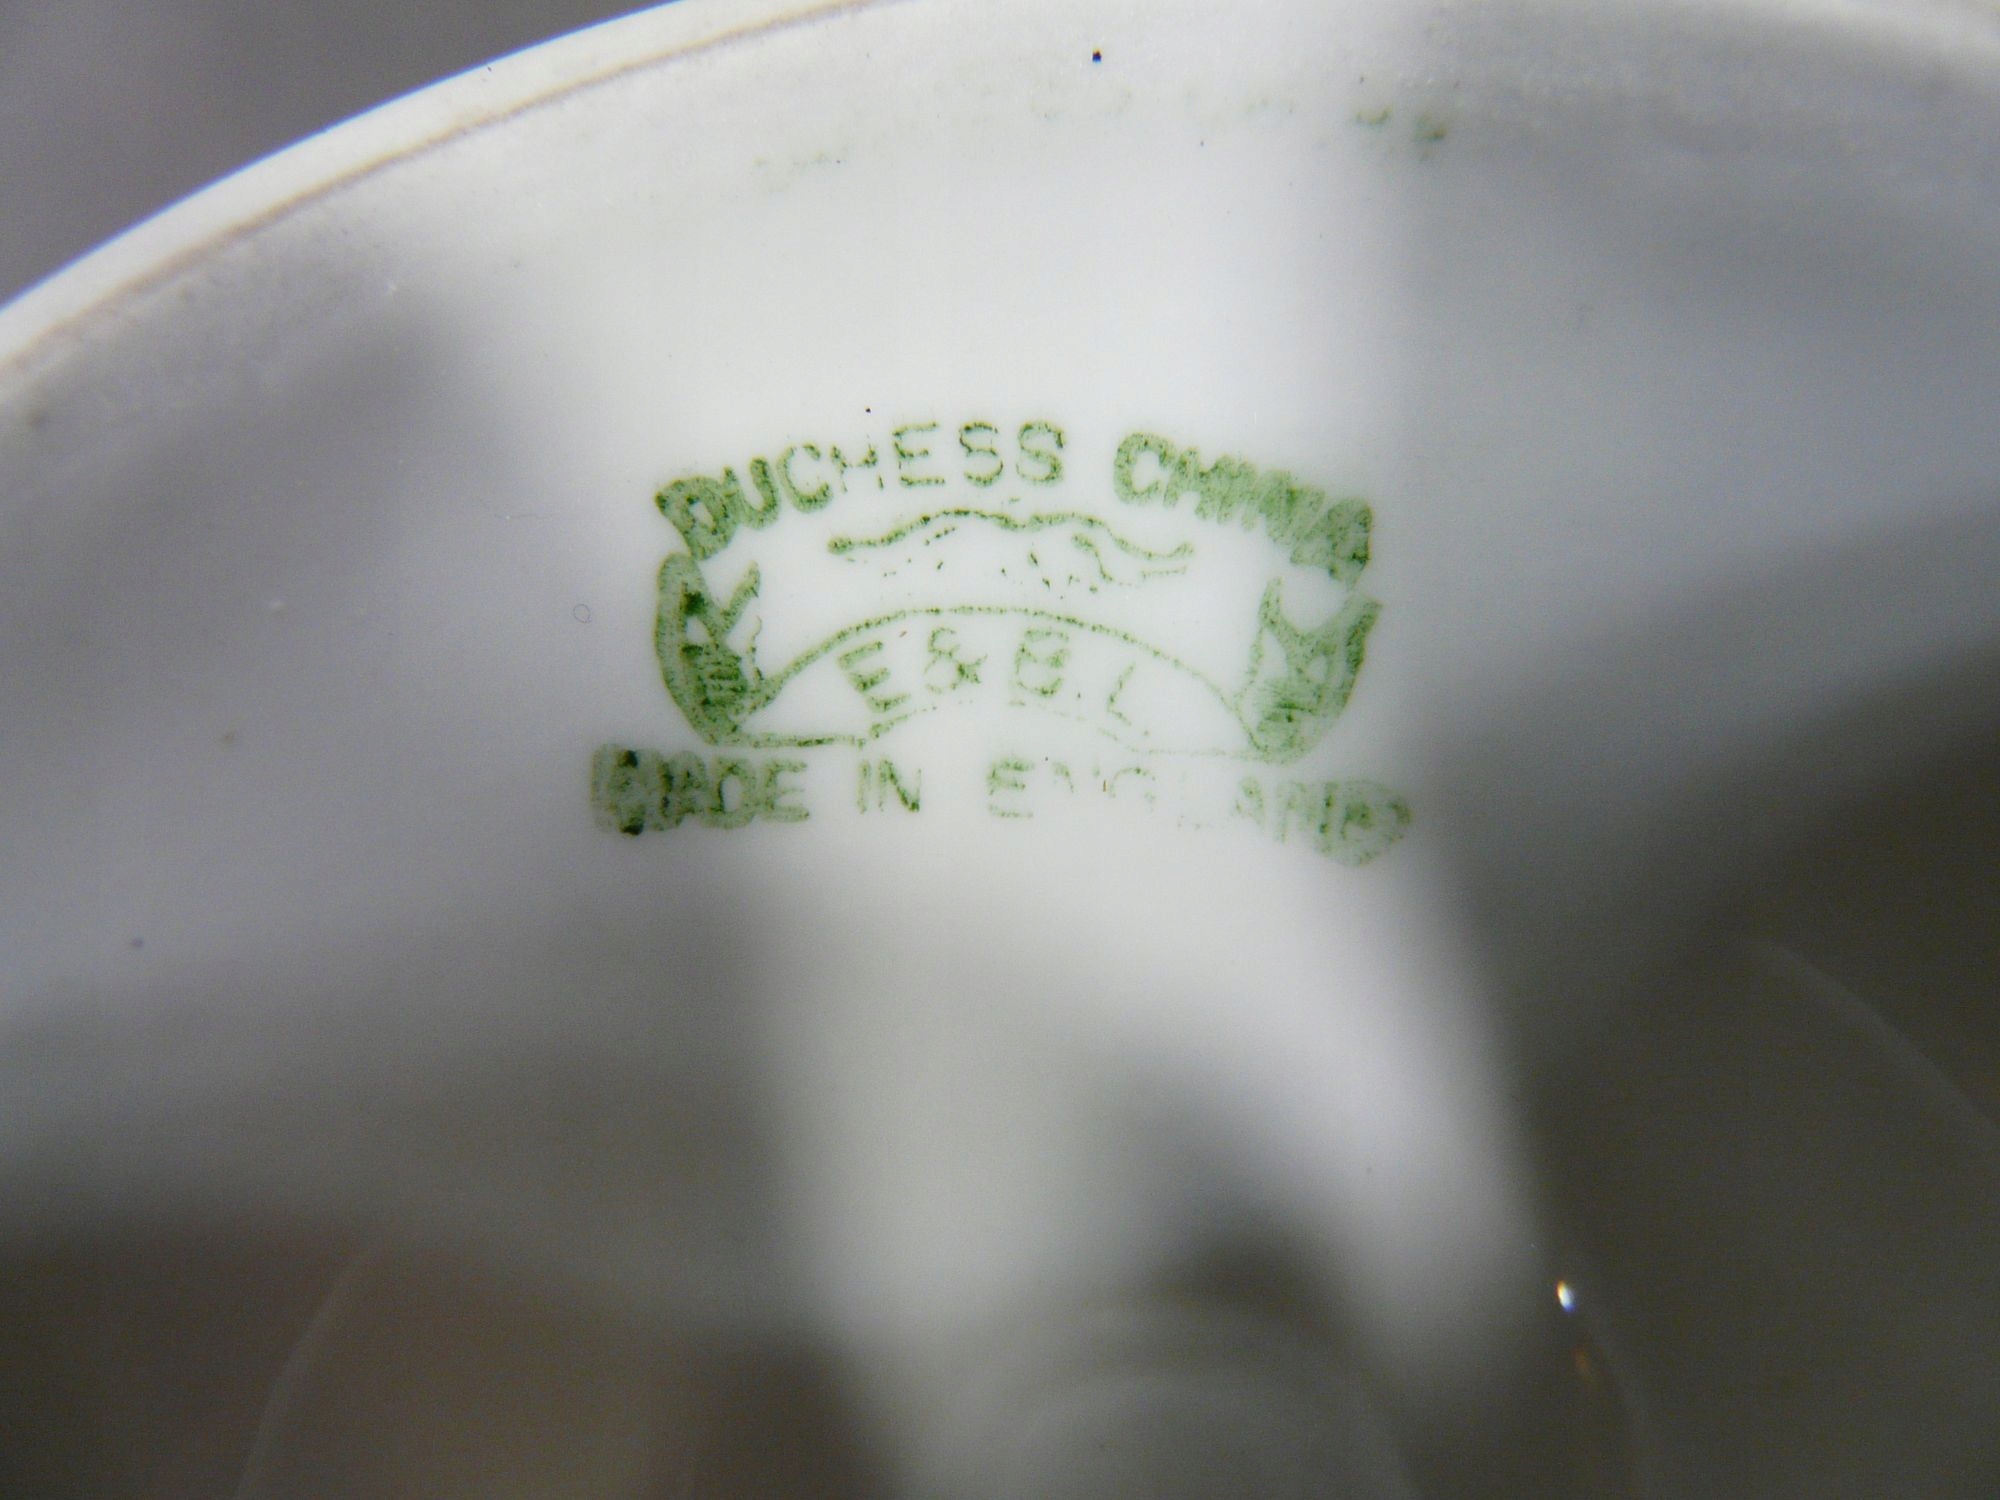 DUCHESS CHINA
E & B. L
MADE IN ENGLAND